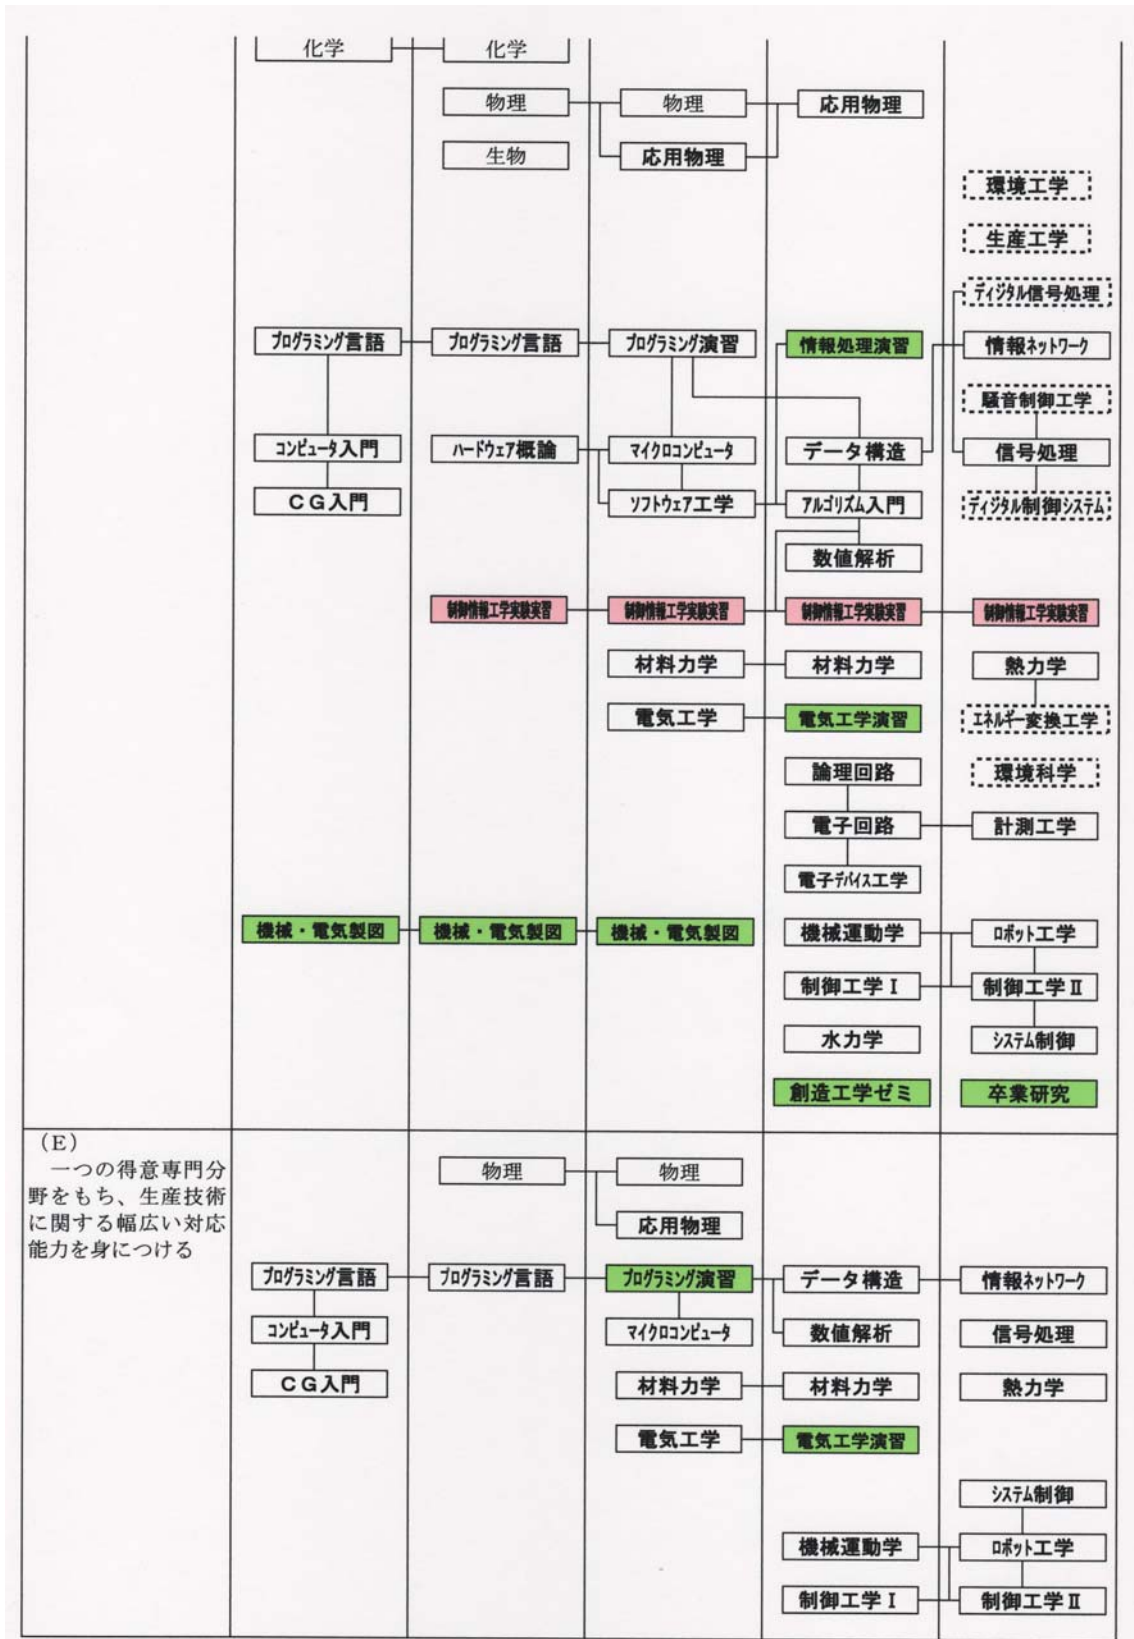 化学 化学
物理 物理 応用物理
生物 応用物理
環境工学
生産工学
ディジタル信号処理
プログラミング言語 プログラミング言語 プログラミング演習 情報処理演習 情報ネットワーク
騒音制御工学
コンピュータ入門 ハードウェア概論 マイクロコンピュータ データ構造 信号処理
CG入門 ソフトウェア工学 アルゴリズム入門 ディジタル制御システム
数値解析
制御情報工学実験実習 制御情報工学実験実習 制御情報工学実験実習 制御情報工学実験実習
材料力学 材料力学 熱力学
電気工学 電気工学演習 エネルギー変換工学
論理回路 環境科学
電子回路 計測工学
電子デバイス工学
機械・電気製図 機械・電気製図 機械・電気製図 機械運動学 ロボット工学
制御工学Ⅰ 制御工学Ⅱ
水力学 システム制御
創造工学ゼミ 卒業研究
(E)
一つの得意専門分
野をもち、生産技術
に関する幅広い対応
能力を身につける
物理 物理
応用物理
プログラミング言語 プログラミング言語 プログラミング演習 データ構造 情報ネットワーク
コンピュータ入門 マイクロコンピュータ 数値解析 信号処理
CG入門 材料力学 材料力学 熱力学
電気工学 電気工学演習
システム制御
機械運動学 ロボット工学
制御工学Ⅰ 制御工学Ⅱ